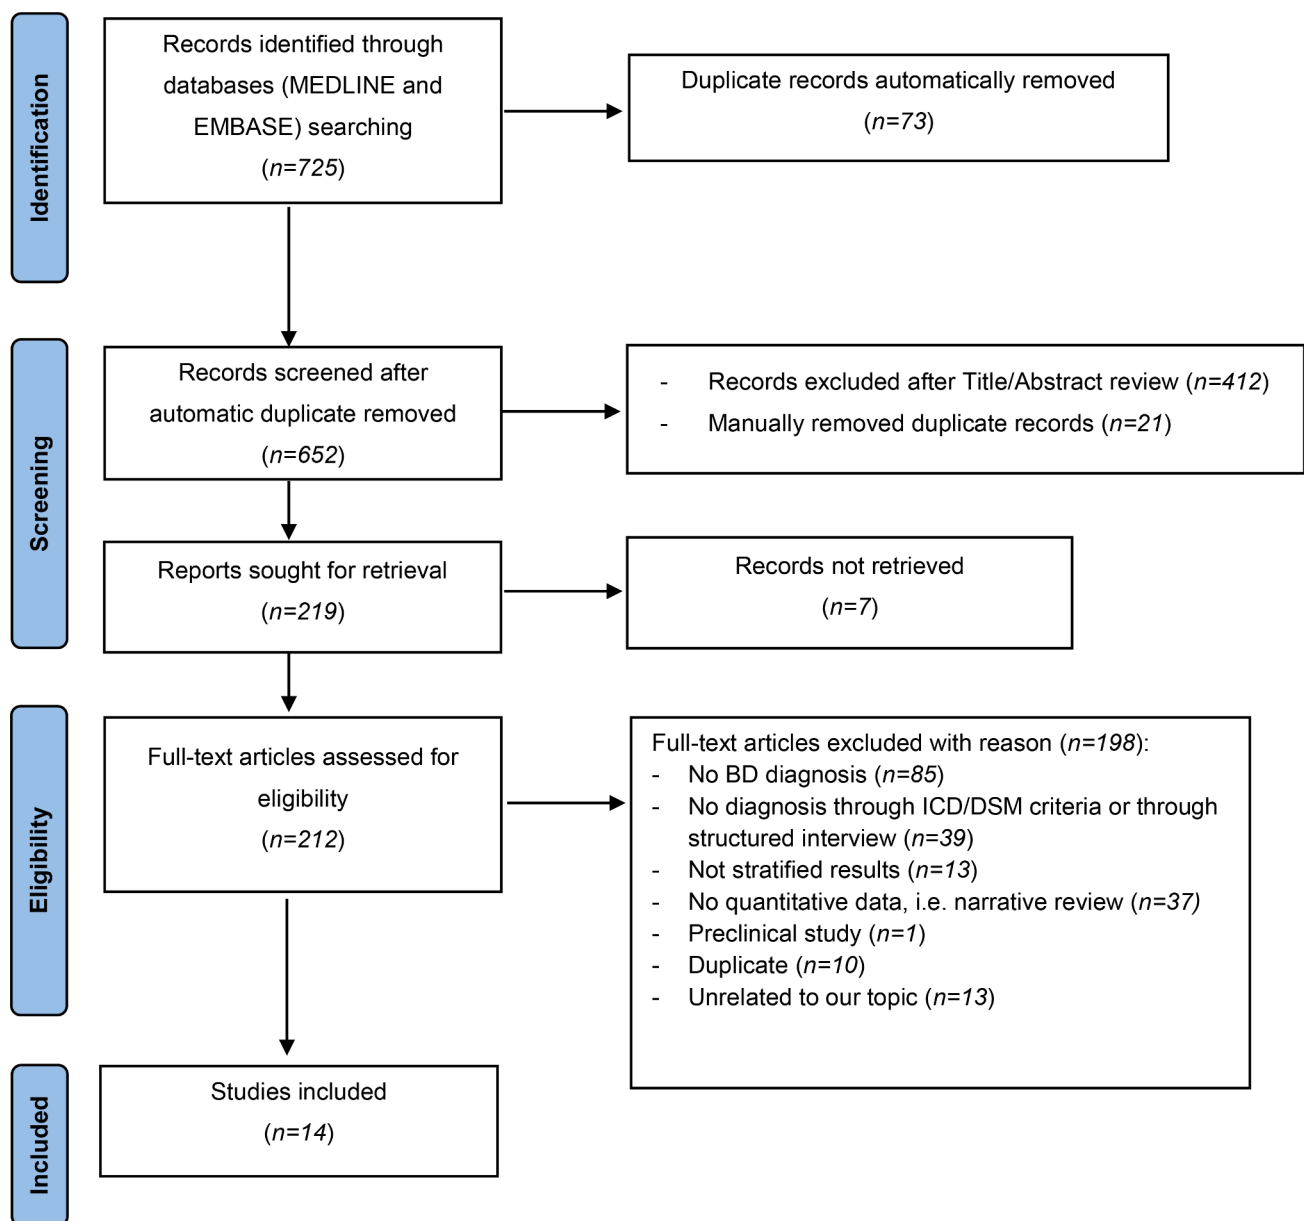 Identification
Records identified through
databases (MEDLINE and
EMBASE) searching
(n=725)
Duplicate records automatically removed
(n=73)
Screening
Records screened after
automatic duplicate removed
(n=652)
- Records excluded after Title/Abstract review (n=412)
- Manually removed duplicate records (n=21)
Reports sought for retrieval
(n=219)
Records not retrieved
(n=7)
Eligibility
Full-text articles assessed for
eligibility
(n=212)
Full-text articles excluded with reason (n=198):
- No BD diagnosis (n=85)
- No diagnosis through ICD/DSM criteria or through
structured interview (n=39)
- Not stratified results (n=13)
- No quantitative data, i.e. narrative review (n=37)
- Preclinical study (n=1)
- Duplicate (n=10)
- Unrelated to our topic (n=13)
Included
Studies included
(n=14)